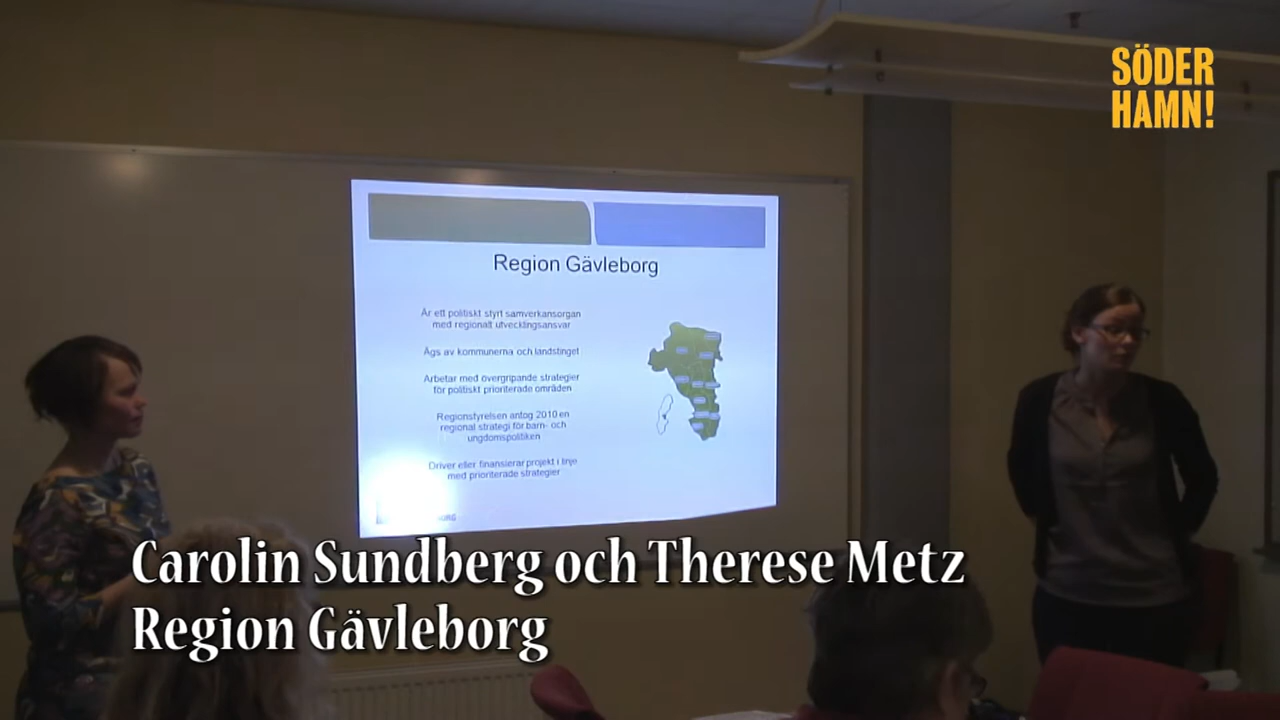 SÖDER
HAMN!
Region Gävleborg
Är ett politiskt styrt samverkansorgan
med regionalt utvecklingsansvar
Ägs av kommunerna och landstinget
Arbetar med övergripande strategier
för politiskt prioriterade områden
Regionstyrelsen antog 2010 en
regional strategi för barn- och
ungdomspolitiken
Driver eller finansierar projekt i linje
med prioriterade strategier
Carolin Sundberg och Therese Metz
Region Gävleborg